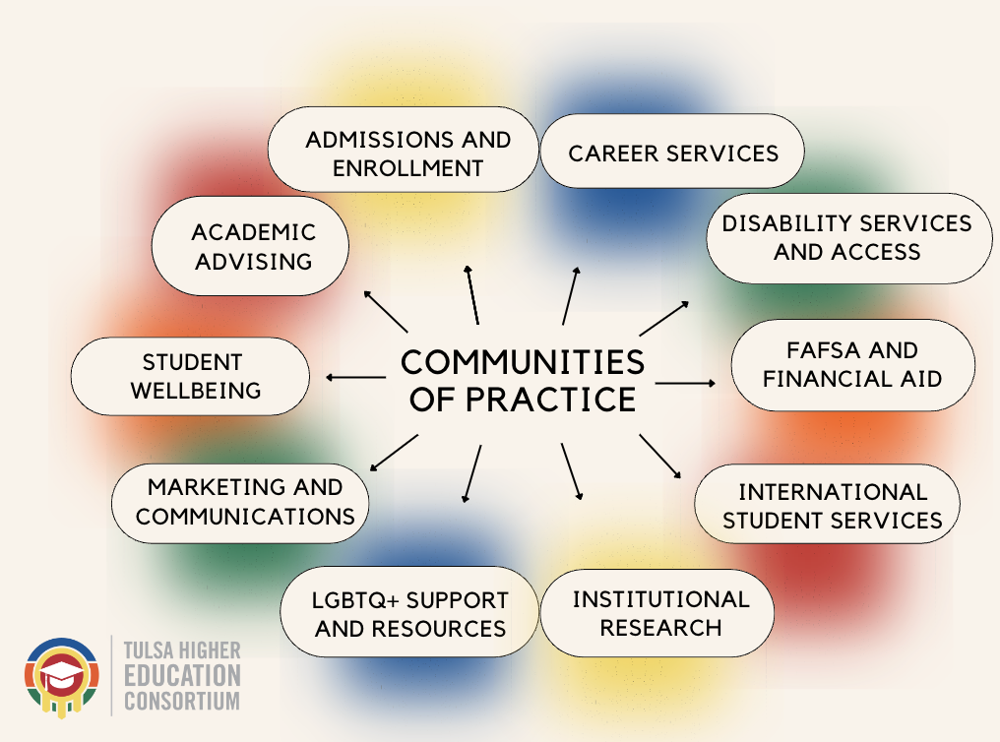 ADMISSIONS AND
ENROLLMENT
CAREER SERVICES
DISABILITY SERVICES
AND ACCESS
ACADEMIC
ADVISING
STUDENT
WELLBEING
COMMUNITIES
OF PRACTICE
FAFSA AND
FINANCIAL AID
MARKETING AND
COMMUNICATIONS
INTERNATIONAL
STUDENT SERVICES
LGBTQ+ SUPPORT
AND RESOURCES
INSTITUTIONAL
RESEARCH
TULSA HIGHER
EDUCATION
CONSORTIUM